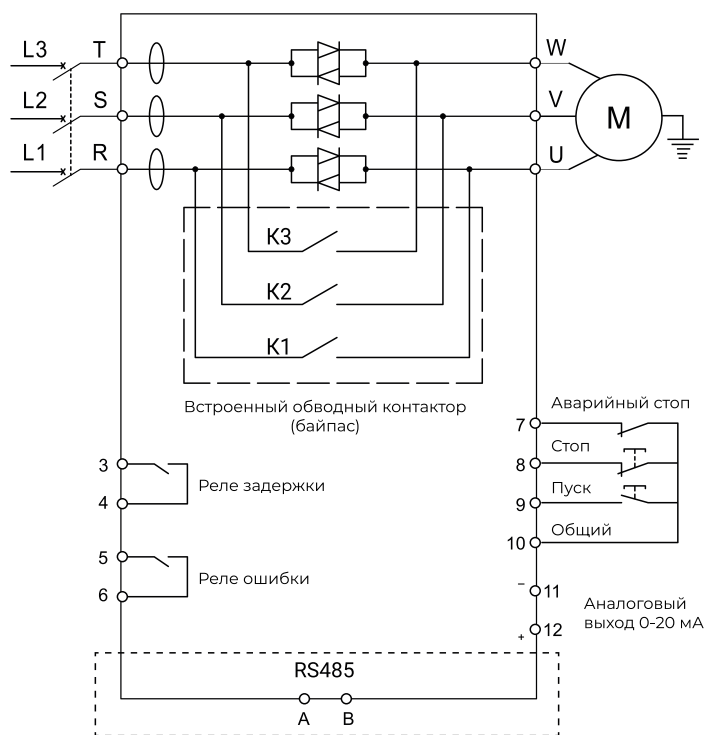 L3 T W
L2 S V M
L1 R U
K3
K2
K1
Встроенный обводный контактор
(байпас)
7 Аварийный стоп
8 Стоп
9 Пуск
10 Общий
3
4 Реле задержки
5
6 Реле ошибки
− 11
+ 12
Аналоговый
выход 0-20 мА
RS485
A B